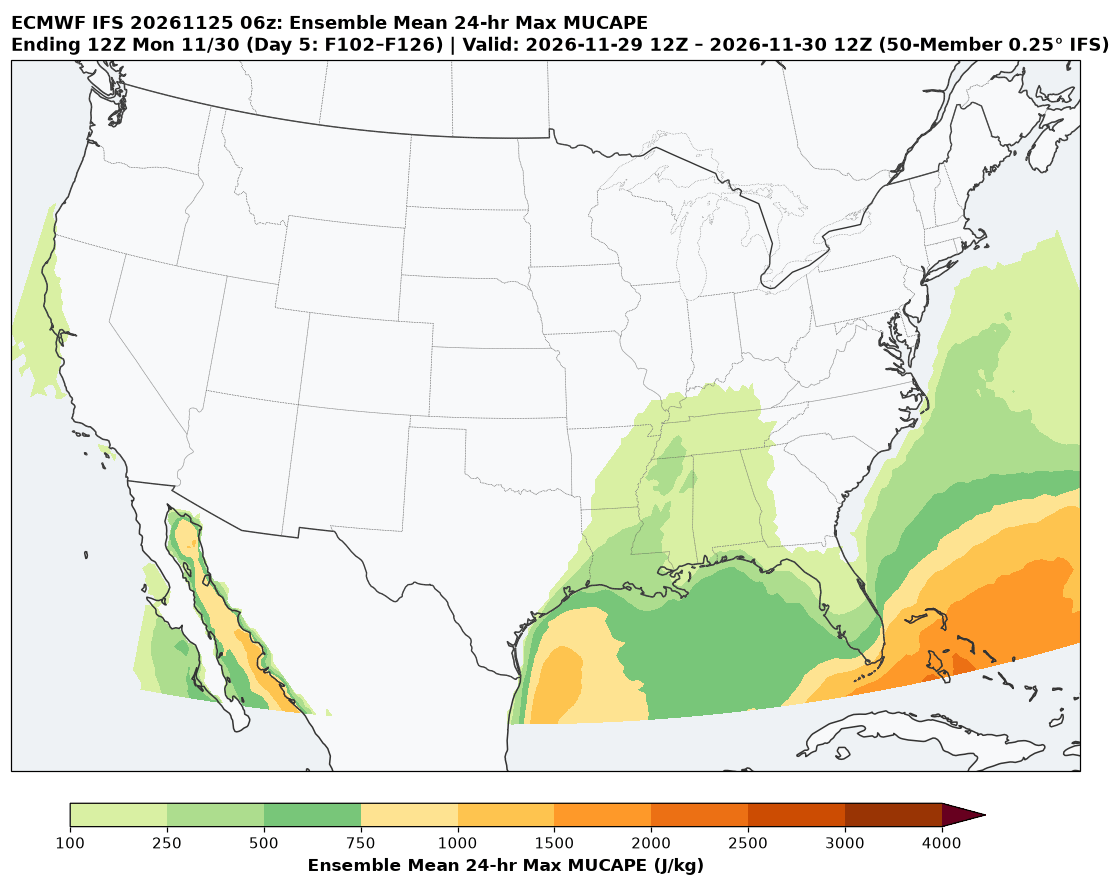 ECMWF IFS 20261125 06z: Ensemble Mean 24-hr Max MUCAPE
Ending 12Z Mon 11/30 (Day 5: F102–F126) | Valid: 2026-11-29 12Z – 2026-11-30 12Z (50-Member 0.25° IFS)
100 250 500 750 1000 1500 2000 2500 3000 4000
Ensemble Mean 24-hr Max MUCAPE (J/kg)